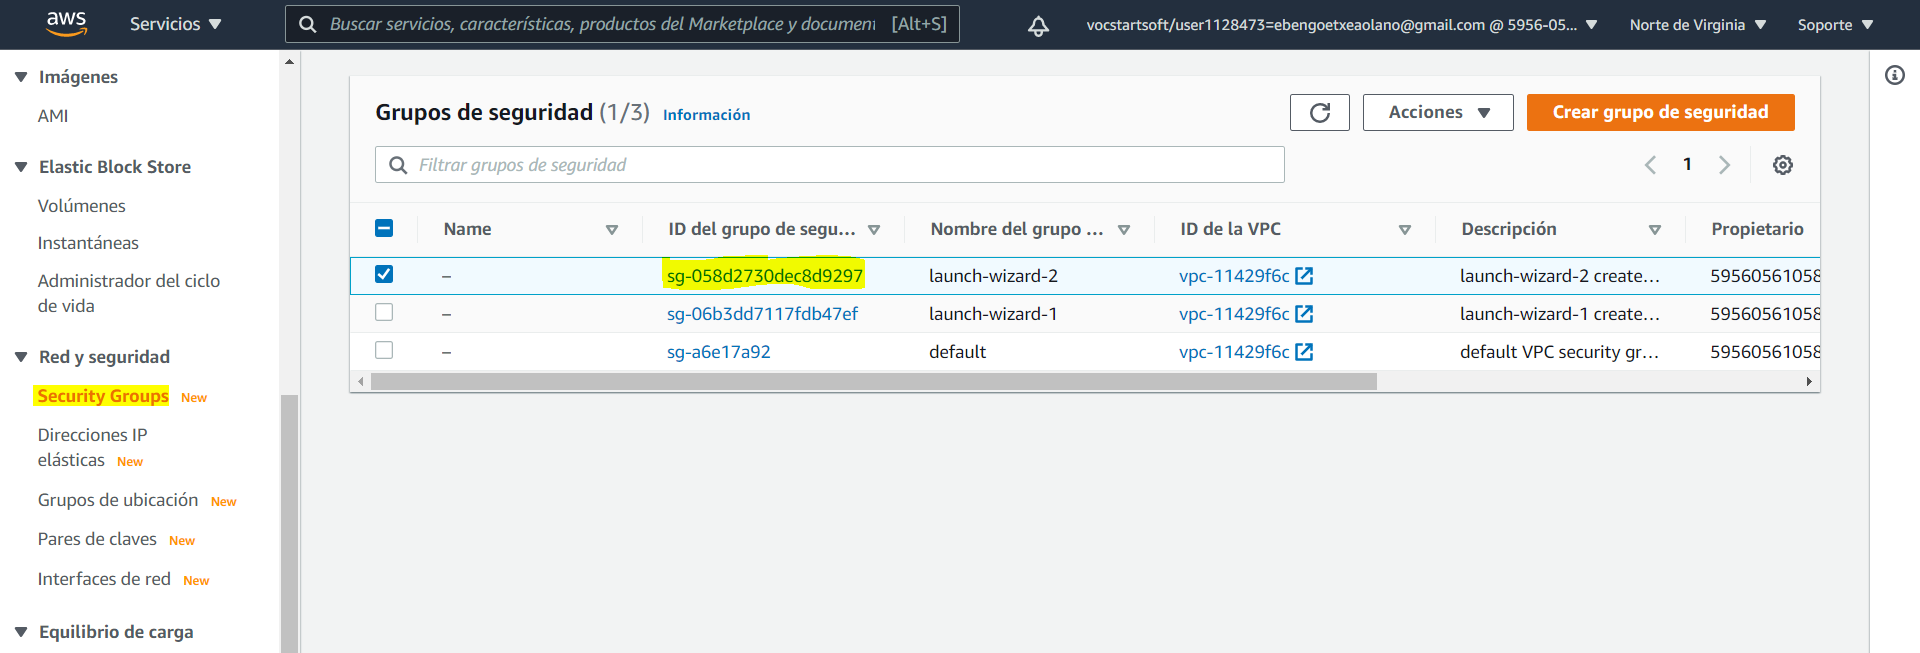 aws
Servicios
Buscar servicios, características, productos del Marketplace y document [Alt+S]
vocstartsoft/user1128473=ebengoetxeaolano@gmail.com @ 5956-05...
Norte de Virginia
Soporte
Imágenes
AMI
Elastic Block Store
Volúmenes
Instantáneas
Administrador del ciclo
de vida
Red y seguridad
Security Groups New
Direcciones IP
elásticas New
Grupos de ubicación New
Pares de claves New
Interfaces de red New
Equilibrio de carga
Grupos de seguridad (1/3) Información
Acciones
Crear grupo de seguridad
Filtrar grupos de seguridad
1
Name ID del grupo de segu... Nombre del grupo ... ID de la VPC Descripción Propietario
– sg-058d2730dec8d9297 launch-wizard-2 vpc-11429f6c launch-wizard-2 create... 59560561058
– sg-06b3dd7117fdb47ef launch-wizard-1 vpc-11429f6c launch-wizard-1 create... 59560561058
– sg-a6e17a92 default vpc-11429f6c default VPC security gr... 59560561058